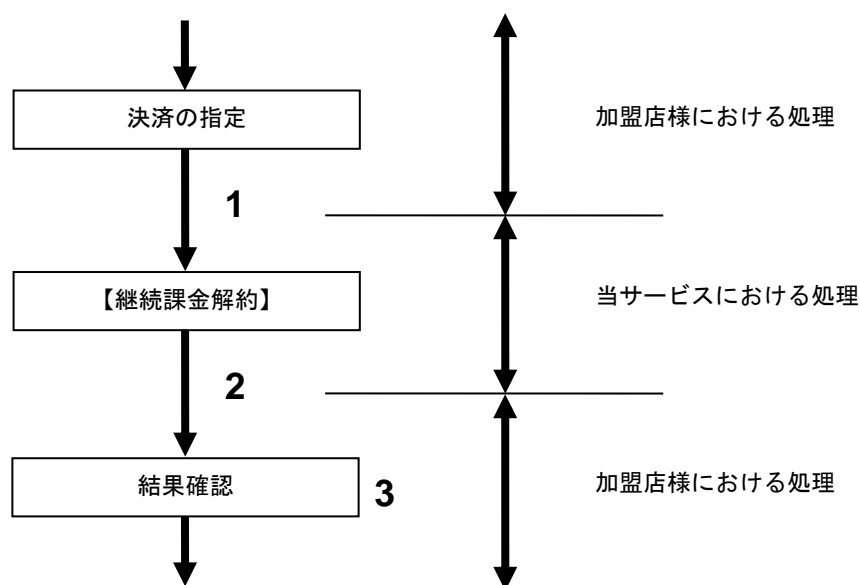 決済の指定
加盟店様における処理
1
【継続課金解約】
当サービスにおける処理
2
結果確認
3
加盟店様における処理